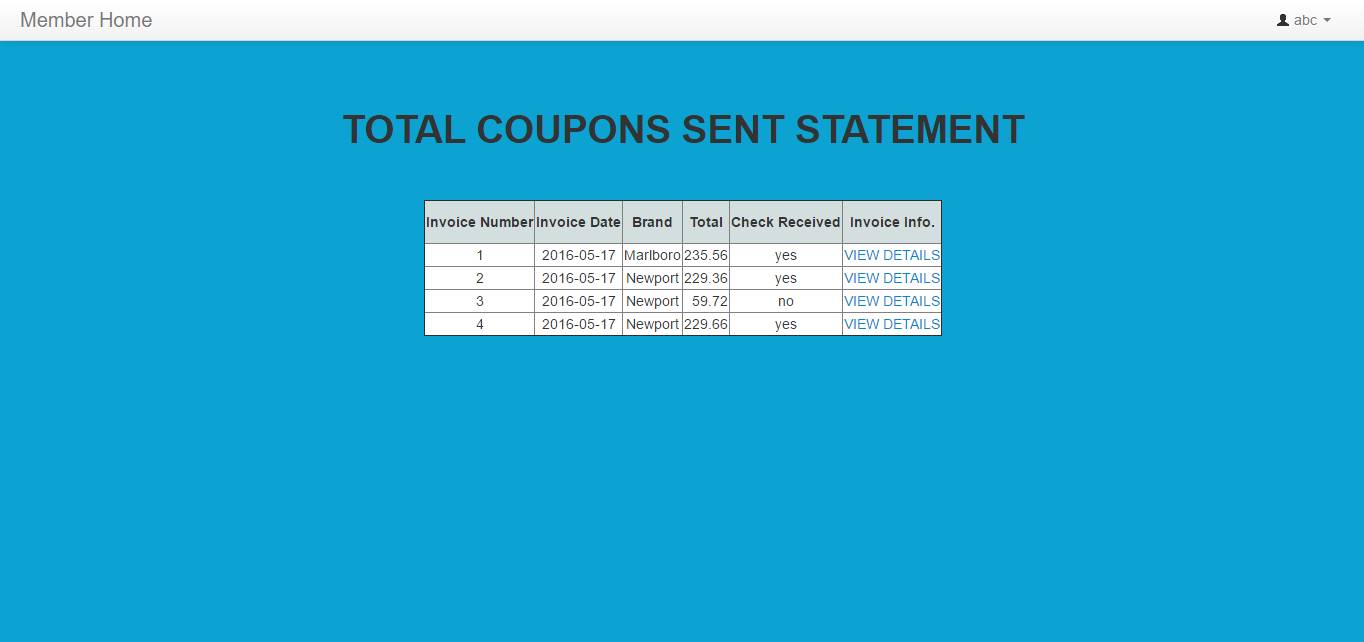 Member Home abc
TOTAL COUPONS SENT STATEMENT
Invoice Number Invoice Date Brand Total Check Received Invoice Info.
1 2016-05-17 Marlboro 235.56 yes VIEW DETAILS
2 2016-05-17 Newport 229.36 yes VIEW DETAILS
3 2016-05-17 Newport 59.72 no VIEW DETAILS
4 2016-05-17 Newport 229.66 yes VIEW DETAILS